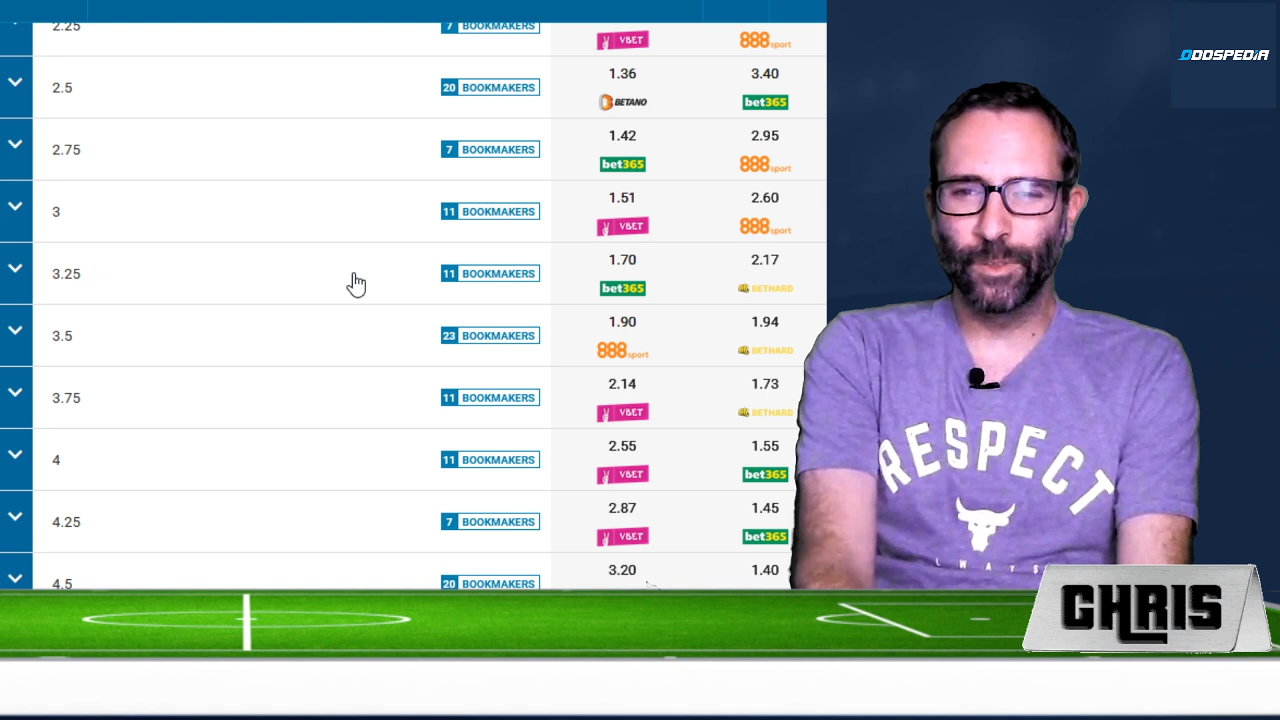 2.25 7 BOOKMAKERS VBET 888sport
ODDSPEDIA
2.5 20 BOOKMAKERS 1.36 3.40
BETANO bet365
2.75 7 BOOKMAKERS 1.42 2.95
bet365 888sport
3 11 BOOKMAKERS 1.51 2.60
VBET 888sport
3.25 11 BOOKMAKERS 1.70 2.17
bet365 BETHARD
3.5 23 BOOKMAKERS 1.90 1.94
888sport BETHARD
3.75 11 BOOKMAKERS 2.14 1.73
VBET BETHARD
4 11 BOOKMAKERS 2.55 1.55
VBET bet365
4.25 7 BOOKMAKERS 2.87 1.45
VBET bet365
4.5 20 BOOKMAKERS 3.20 1.40
RESPECT
CHRIS